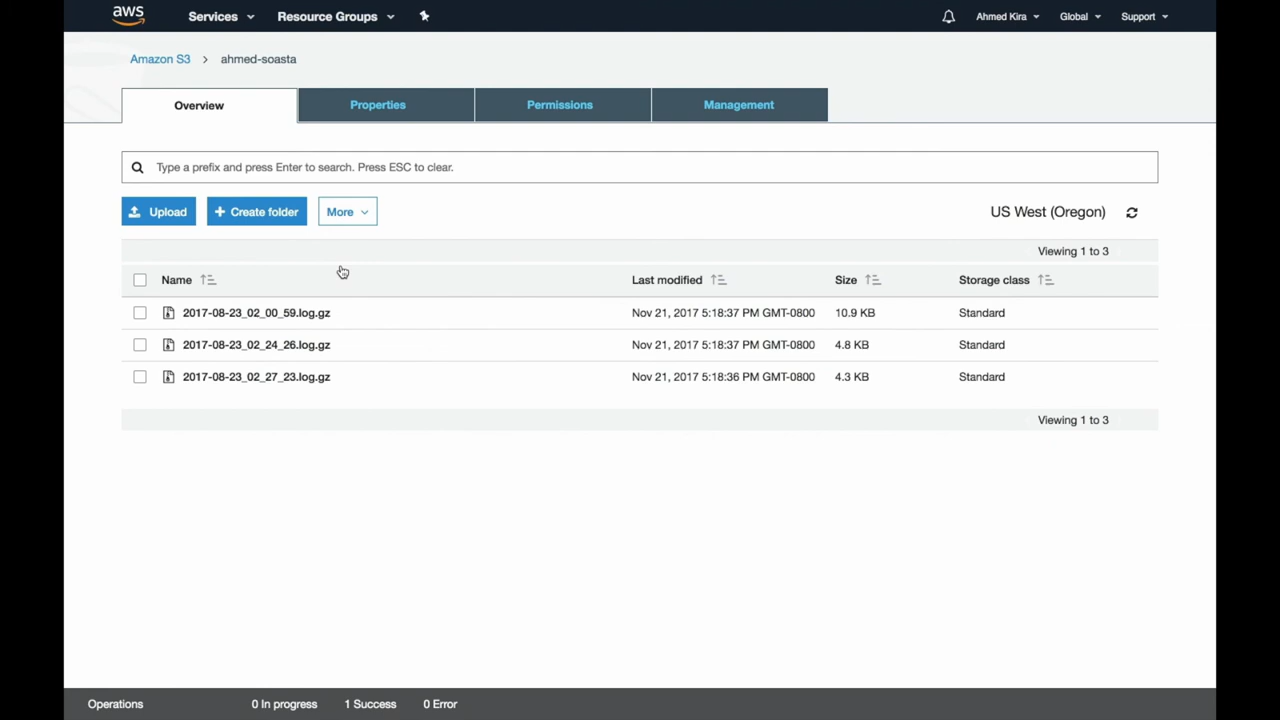 aws Services Resource Groups Ahmed Kira Global Support
Amazon S3 > ahmed-soasta
Overview Properties Permissions Management
Type a prefix and press Enter to search. Press ESC to clear.
Upload + Create folder More US West (Oregon)
Viewing 1 to 3
Name Last modified Size Storage class
2017-08-23_02_00_59.log.gz Nov 21, 2017 5:18:37 PM GMT-0800 10.9 KB Standard
2017-08-23_02_24_26.log.gz Nov 21, 2017 5:18:37 PM GMT-0800 4.8 KB Standard
2017-08-23_02_27_23.log.gz Nov 21, 2017 5:18:36 PM GMT-0800 4.3 KB Standard
Viewing 1 to 3
Operations 0 In progress 1 Success 0 Error